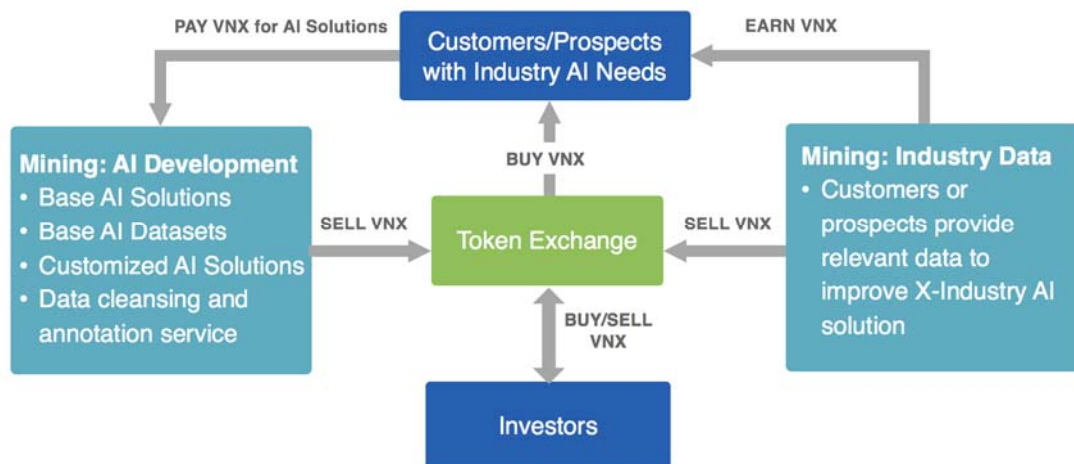 PAY VNX for AI Solutions
Customers/Prospects
with Industry AI Needs
EARN VNX
Mining: AI Development
• Base AI Solutions
• Base AI Datasets
• Customized AI Solutions
• Data cleansing and
annotation service
BUY VNX
Mining: Industry Data
• Customers or
prospects provide
relevant data to
improve X-Industry AI
solution
SELL VNX
Token Exchange
SELL VNX
BUY/SELL
VNX
Investors